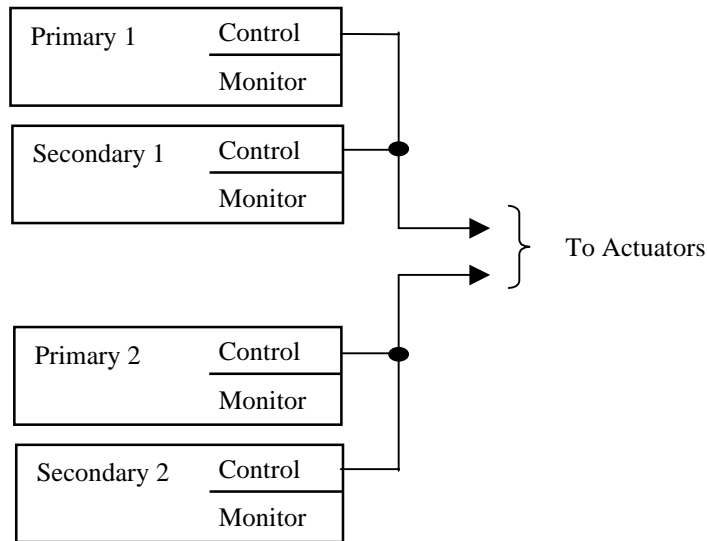 Primary 1 Control
Monitor
Secondary 1 Control
Monitor
To Actuators
Primary 2 Control
Monitor
Secondary 2 Control
Monitor